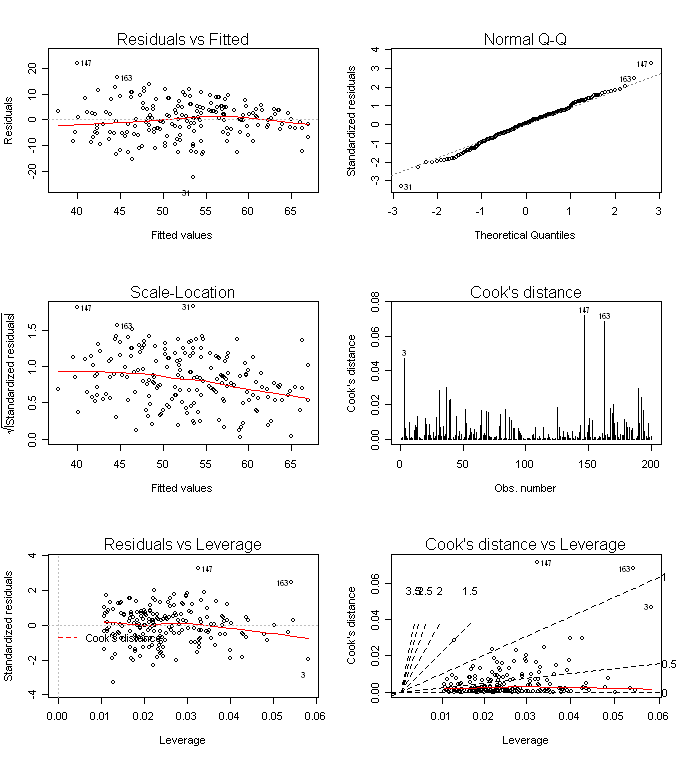 Residuals vs Fitted
Residuals
20
10
0
-10
-20
147
163
31
40 45 50 55 60 65
Fitted values
Normal Q-Q
Standardized residuals
4
3
2
1
0
-1
-2
-3
147
163
31
-3 -2 -1 0 1 2 3
Theoretical Quantiles
Scale-Location
√|Standardized residuals|
1.5
1.0
0.5
0.0
147
31
163
40 45 50 55 60 65
Fitted values
Cook's distance
Cook's distance
0.08
0.06
0.04
0.02
0.00
3
147
163
0 50 100 150 200
Obs. number
Residuals vs Leverage
Standardized residuals
4
2
0
-2
-4
147
163
3
Cook's distance
0.00 0.01 0.02 0.03 0.04 0.05 0.06
Leverage
Cook's distance vs Leverage
Cook's distance
0.06
0.04
0.02
0.00
147
163
3
3.5 2.5 2 1.5
1
0.5
0
0.01 0.02 0.03 0.04 0.05 0.06
Leverage